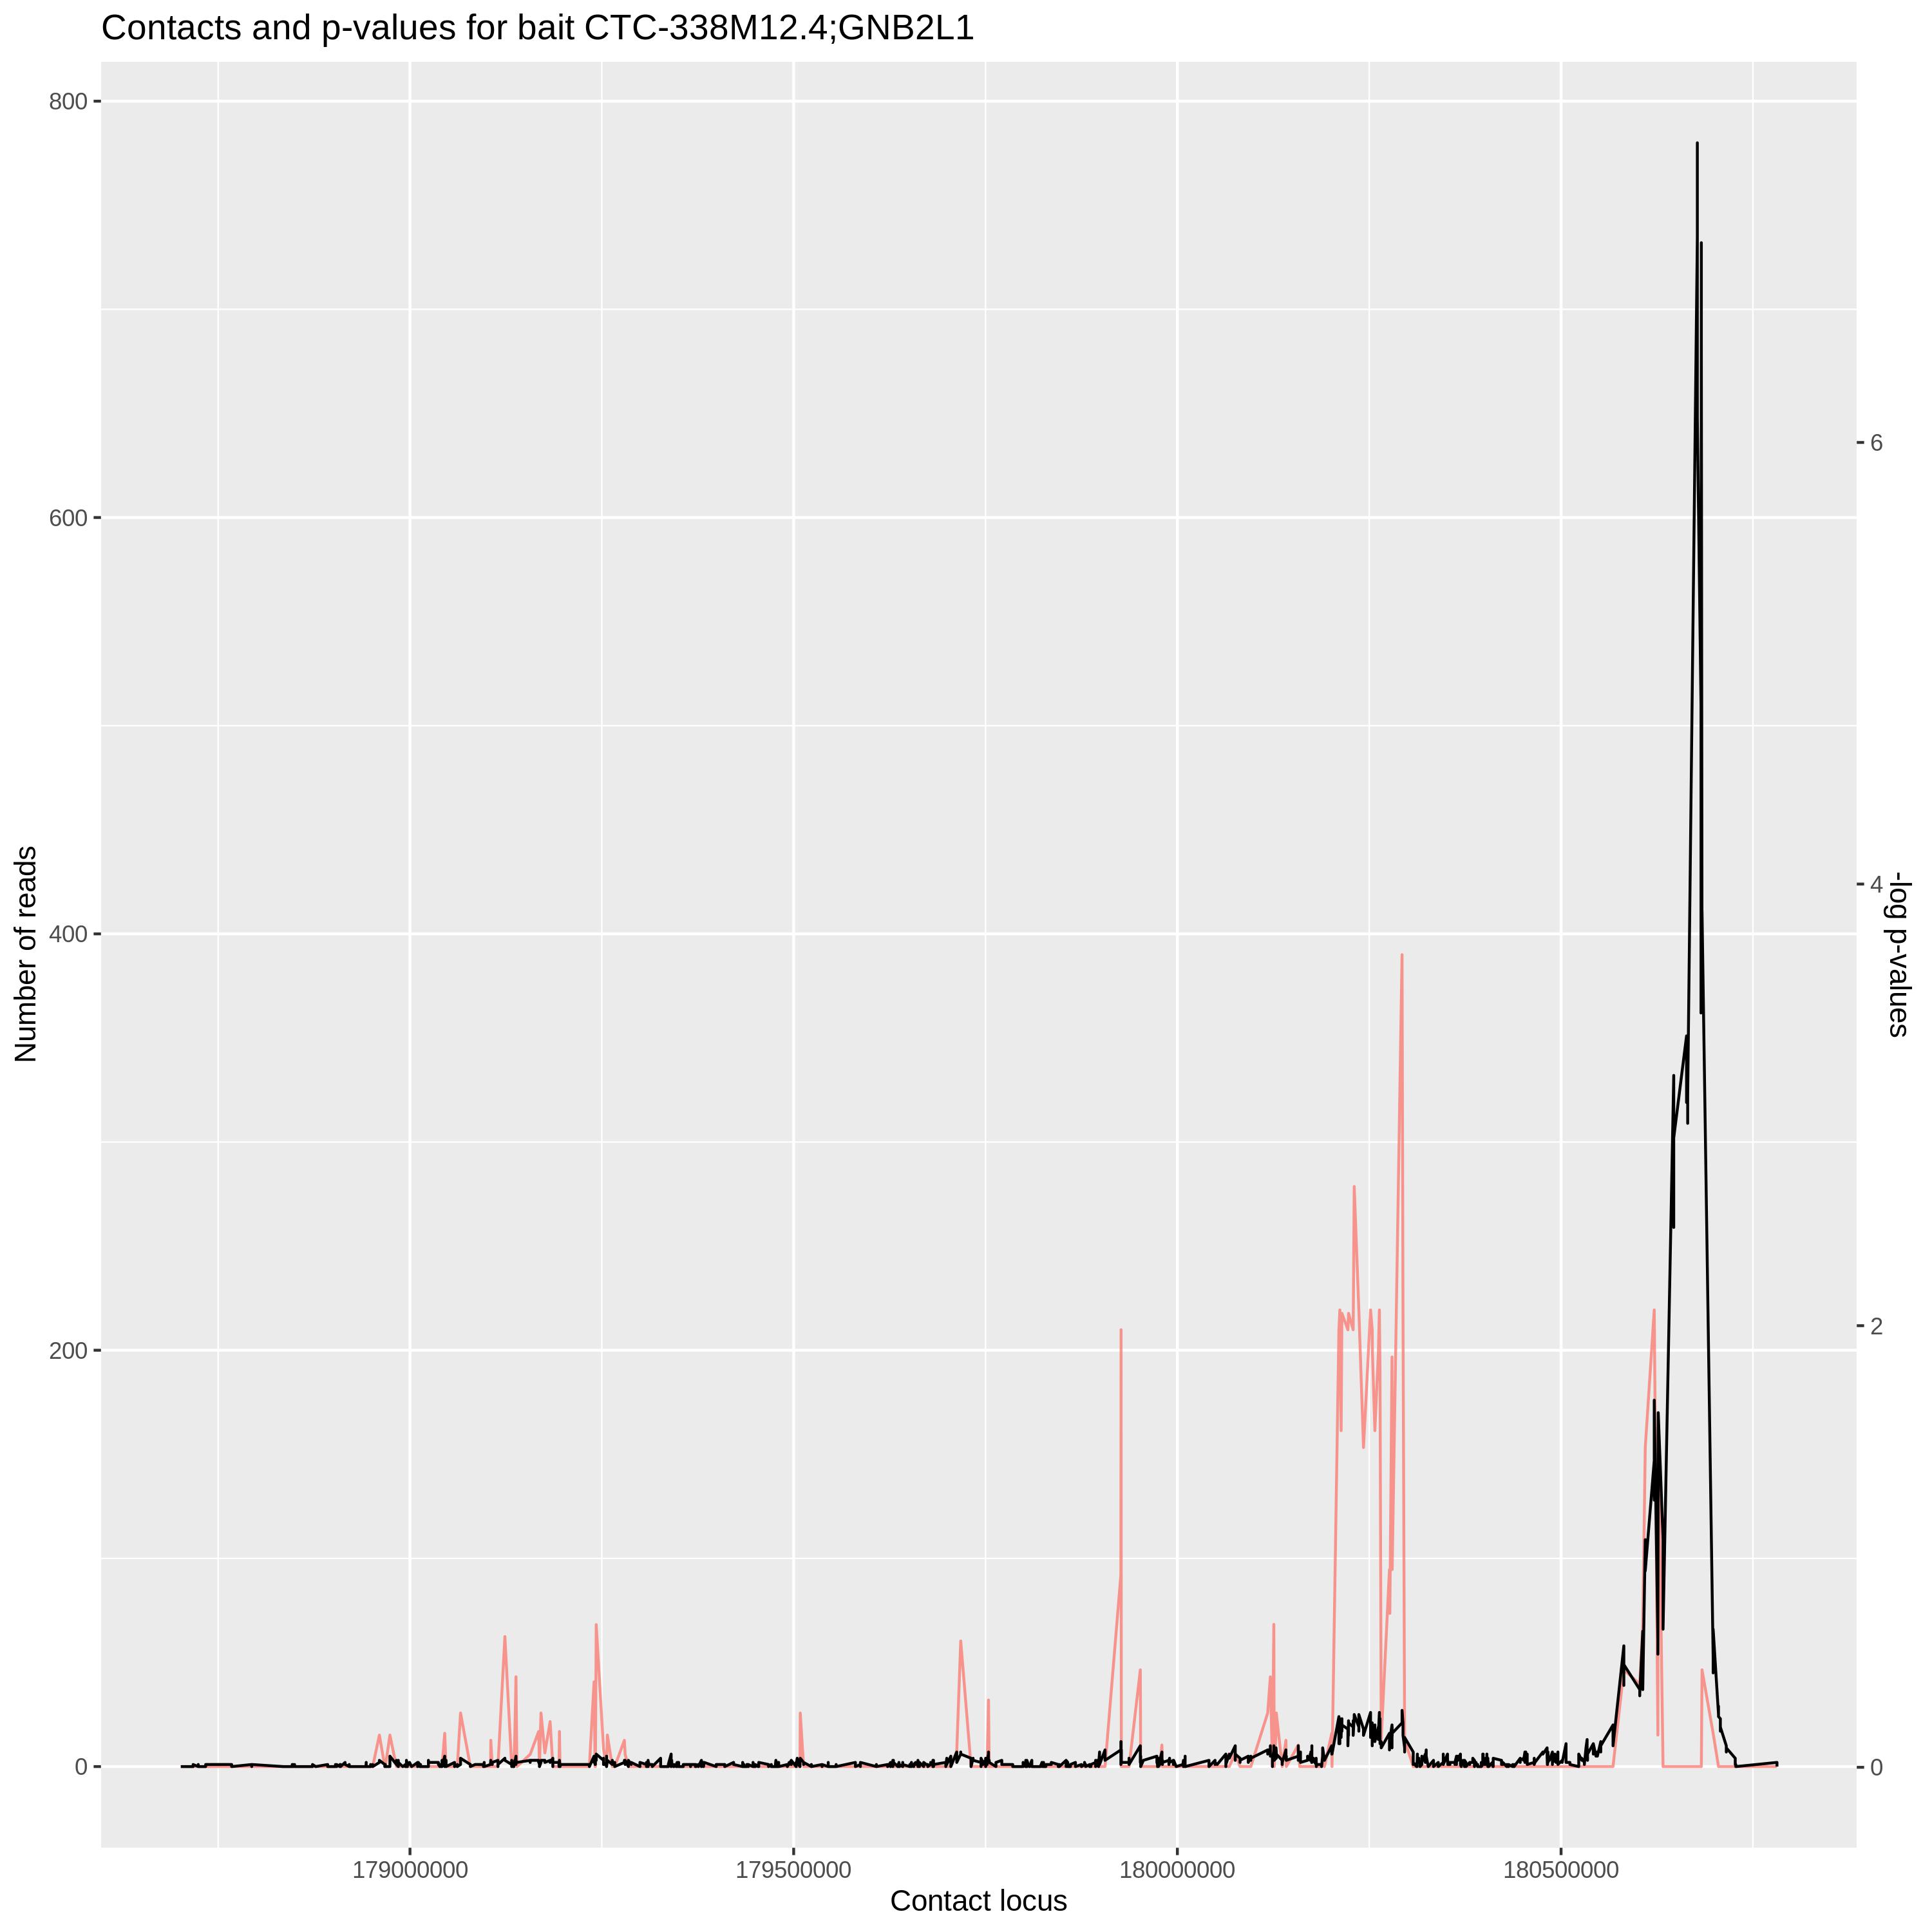 Contacts and p-values for bait CTC-338M12.4;GNB2L1
800
600
400
200
0
Number of reads
6
4
2
0
-log p-values
179000000 179500000 180000000 180500000
Contact locus